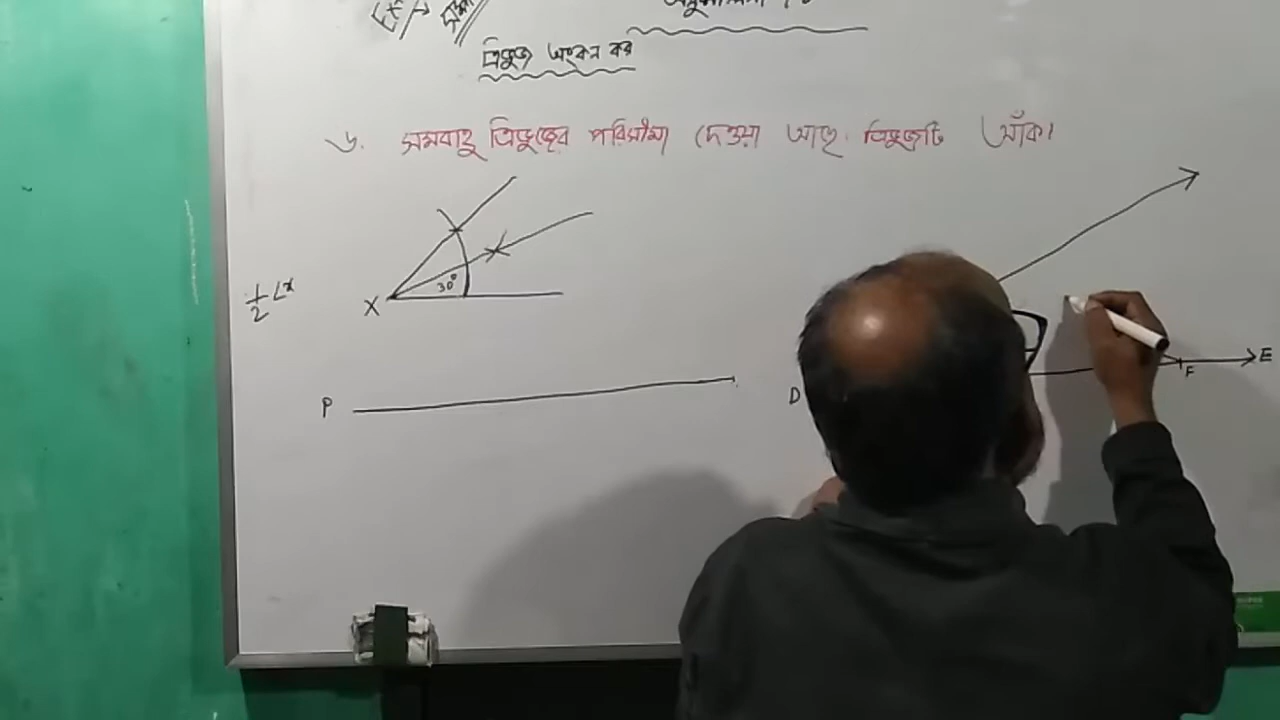 ত্রিভুজ অংকন কর
৬. সমবাহু ত্রিভুজের পরিসীমা দেওয়া আছে. ত্রিভুজটি আঁক।
1/2 ∠x
X
30°
P
D
F
E